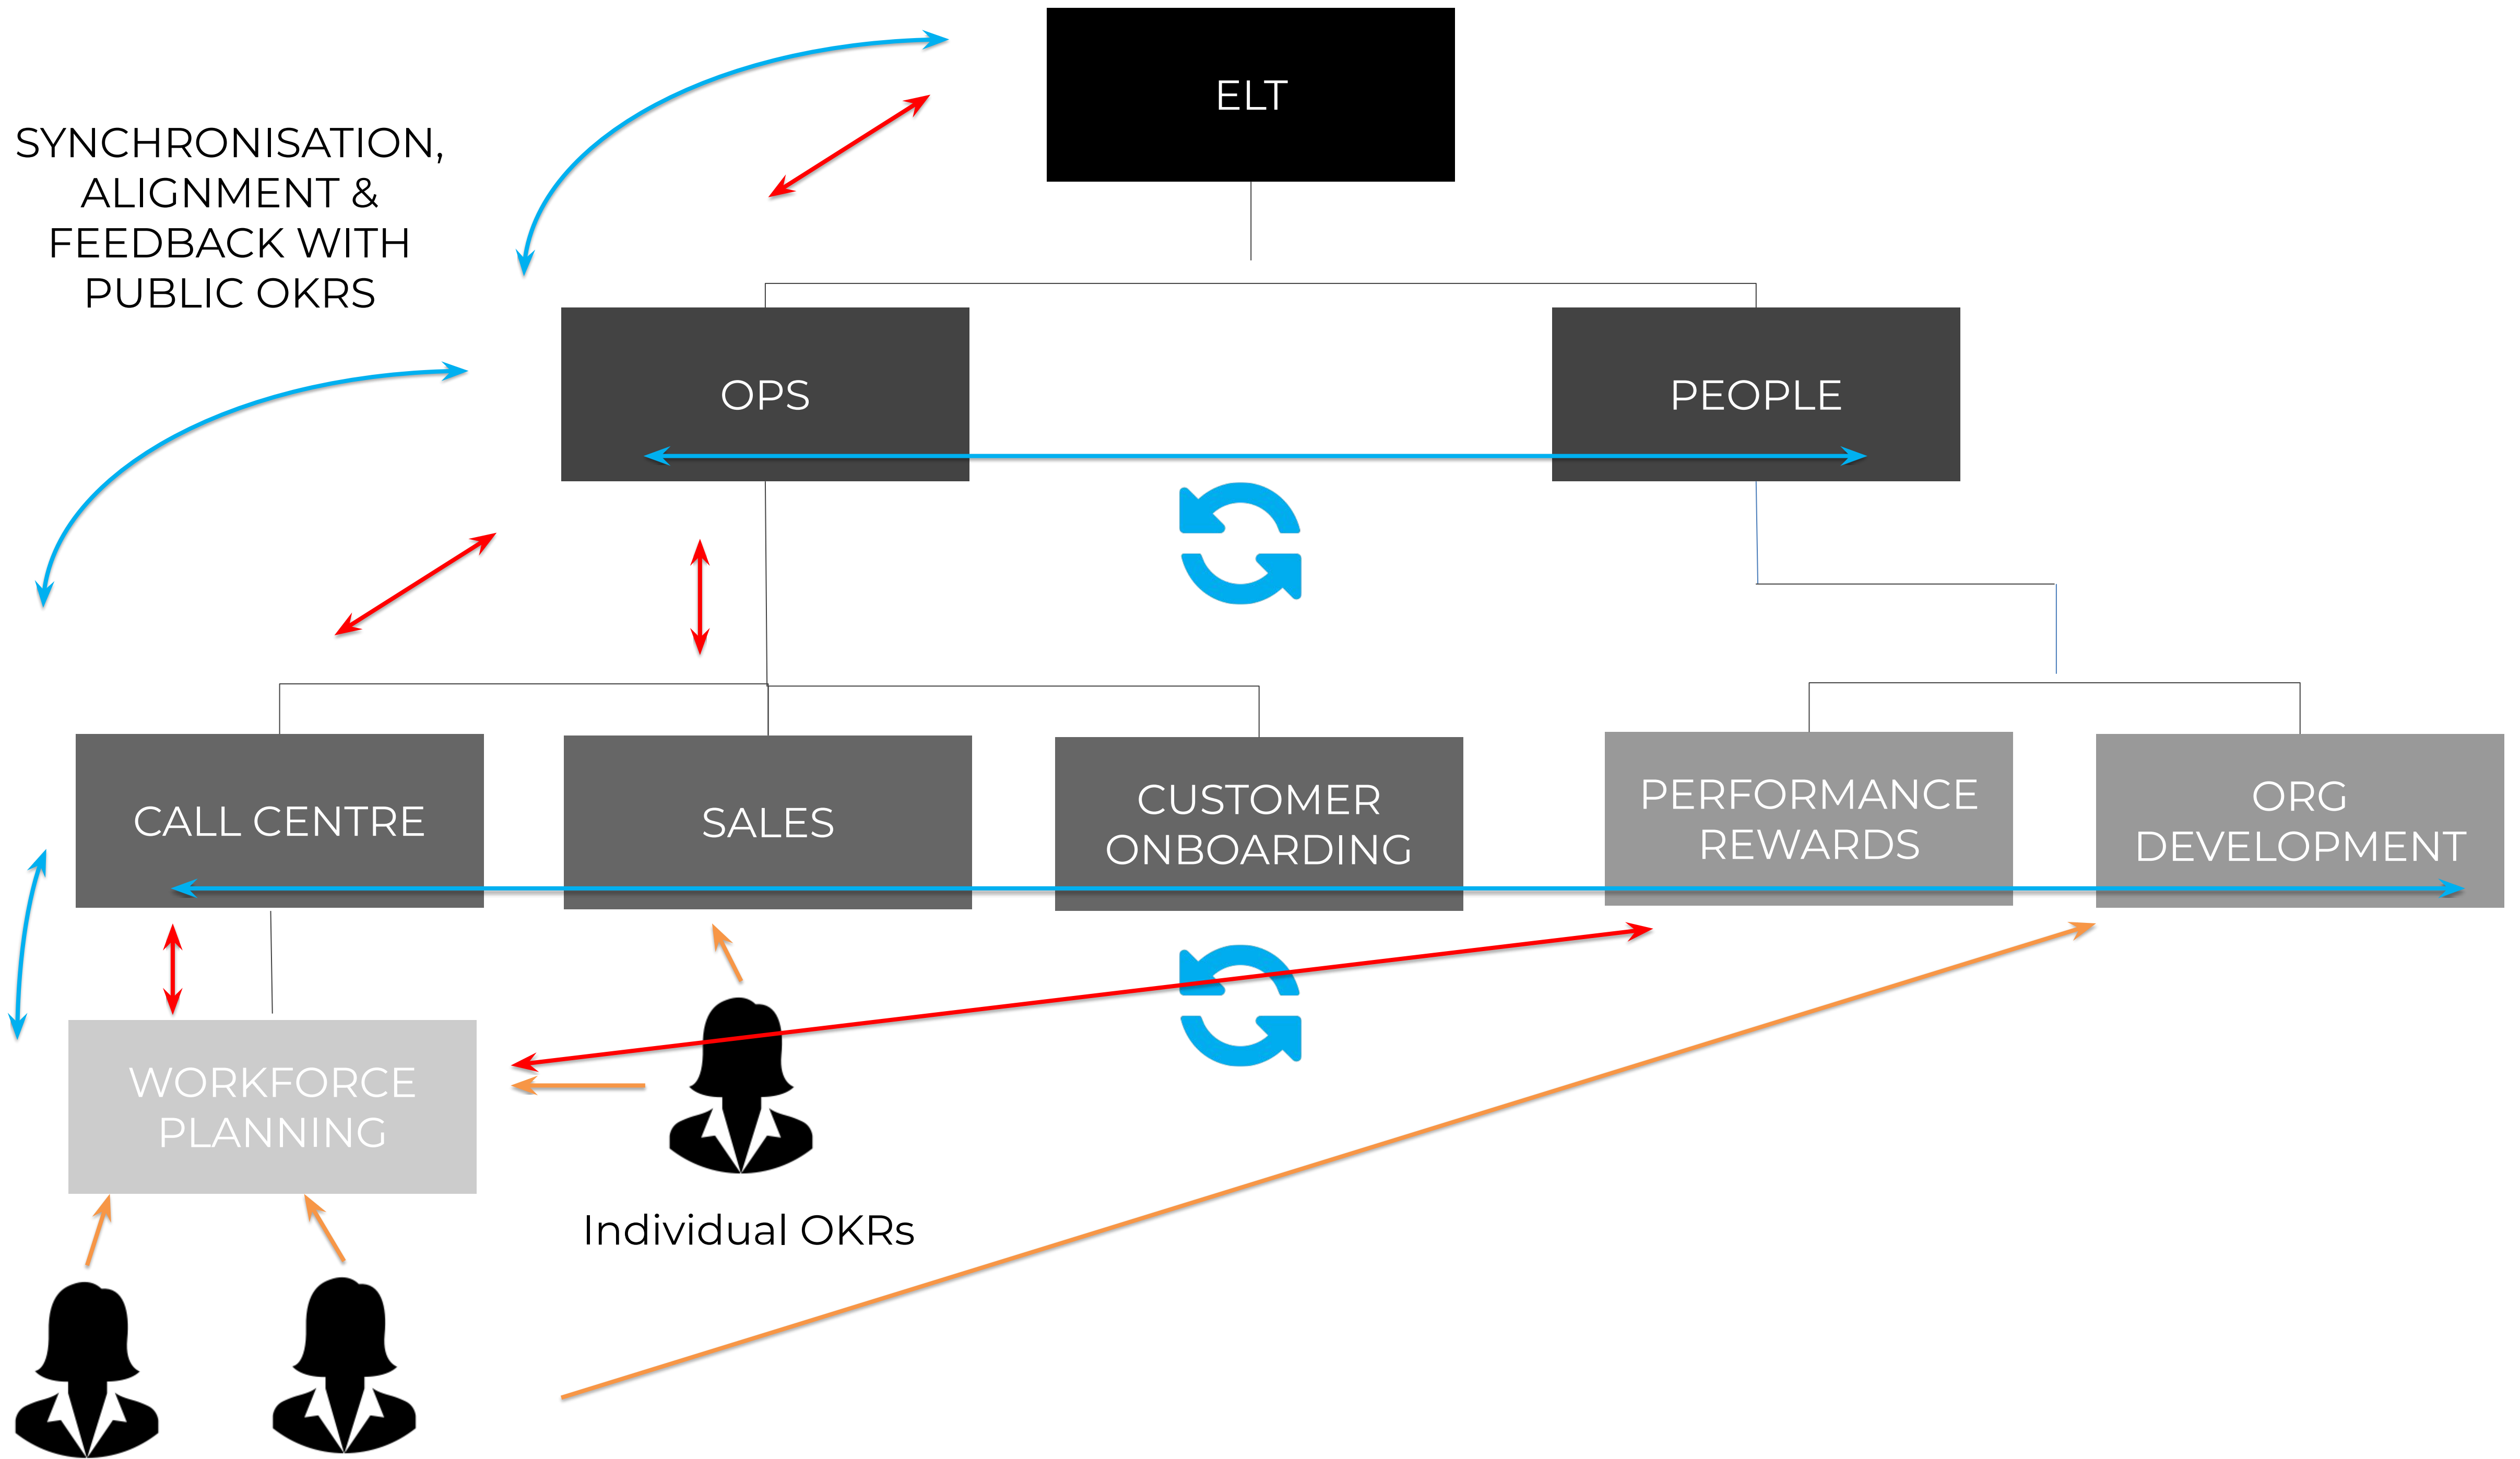 ELT
SYNCHRONISATION,
ALIGNMENT &
FEEDBACK WITH
PUBLIC OKRS
OPS
PEOPLE
CALL CENTRE
SALES
CUSTOMER
ONBOARDING
PERFORMANCE
REWARDS
ORG
DEVELOPMENT
WORKFORCE
PLANNING
Individual OKRs